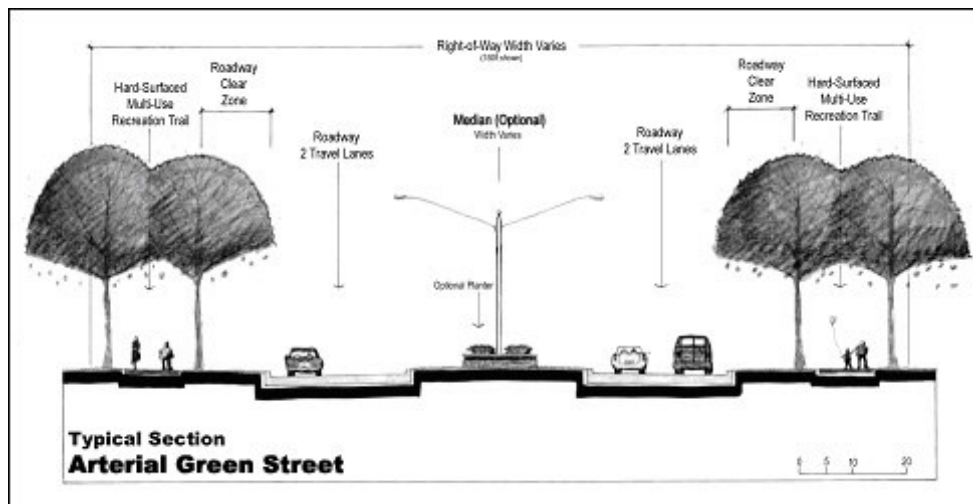 Right-of-Way Width Varies
Roadway
Clear
Zone
Hard-Surfaced
Multi-Use
Recreation Trail
Roadway
2 Travel Lanes
Median (Optional)
Width Varies
Roadway
2 Travel Lanes
Roadway
Clear
Zone
Hard-Surfaced
Multi-Use
Recreation Trail
Optional Planter
Typical Section
Arterial Green Street
0 5 10 20